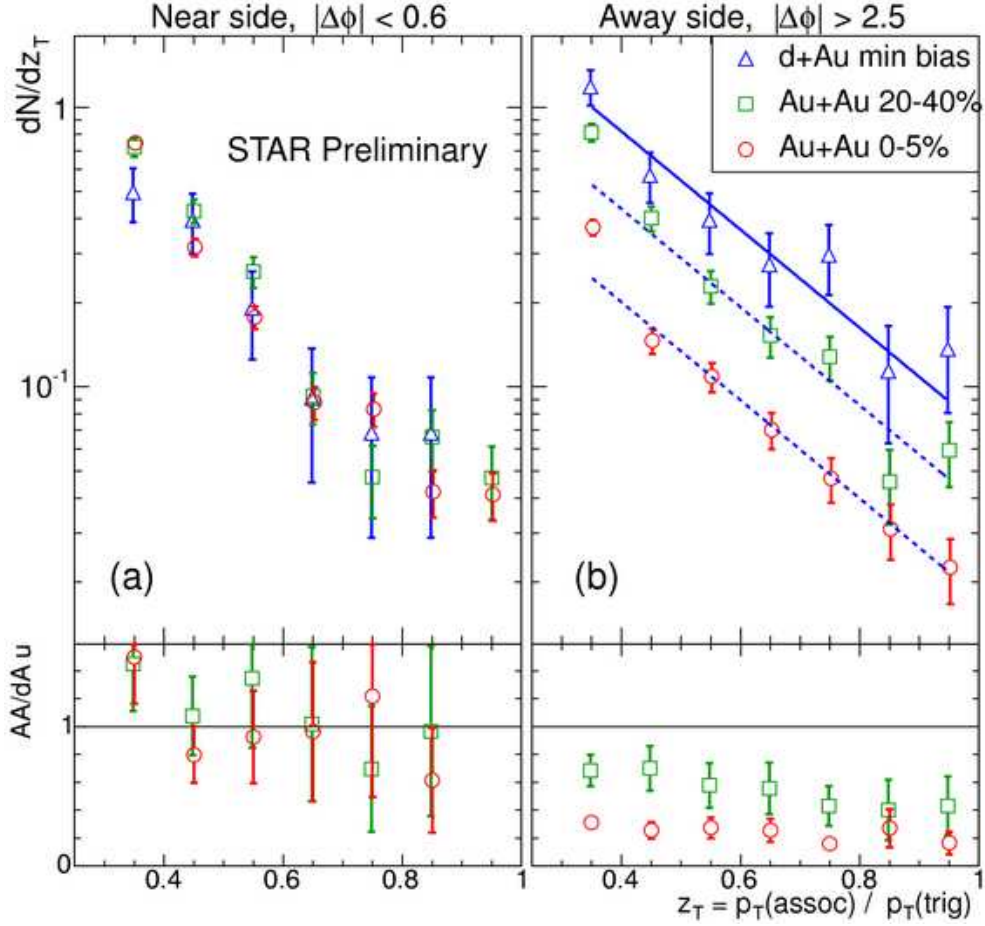 Near side, |Δϕ| < 0.6
Away side, |Δϕ| > 2.5
dN/dz_T
1
10^-1
STAR Preliminary
d+Au min bias
Au+Au 20-40%
Au+Au 0-5%
(a)
(b)
AA/dAu
1
0
0.4 0.6 0.8 1
0.4 0.6 0.8 1
z_T = p_T(assoc) / p_T(trig)